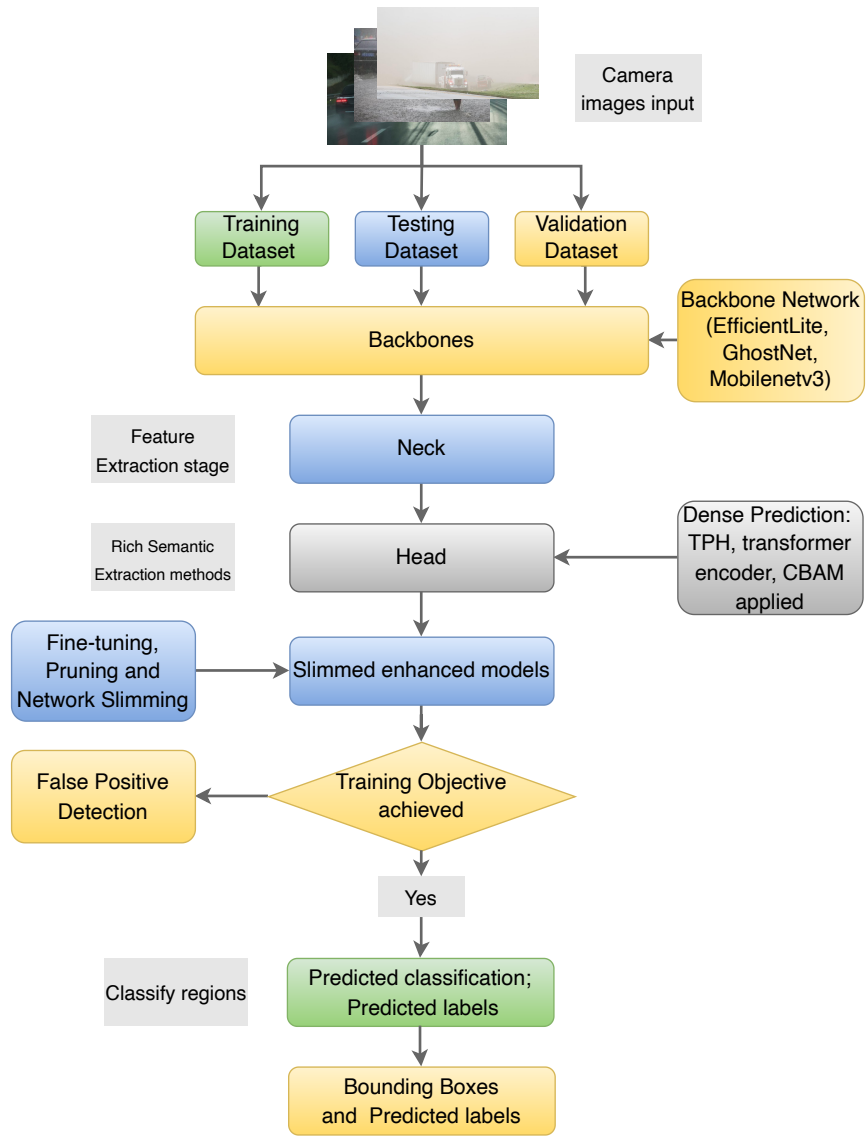 Camera
images input
Training
Dataset
Testing
Dataset
Validation
Dataset
Backbones
Backbone Network
(EfficientLite,
GhostNet,
Mobilenetv3)
Feature
Extraction stage
Neck
Rich Semantic
Extraction methods
Head
Dense Prediction:
TPH, transformer
encoder, CBAM
applied
Fine-tuning,
Pruning and
Network Slimming
Slimmed enhanced models
False Positive
Detection
Training Objective
achieved
Yes
Classify regions
Predicted classification;
Predicted labels
Bounding Boxes
and Predicted labels